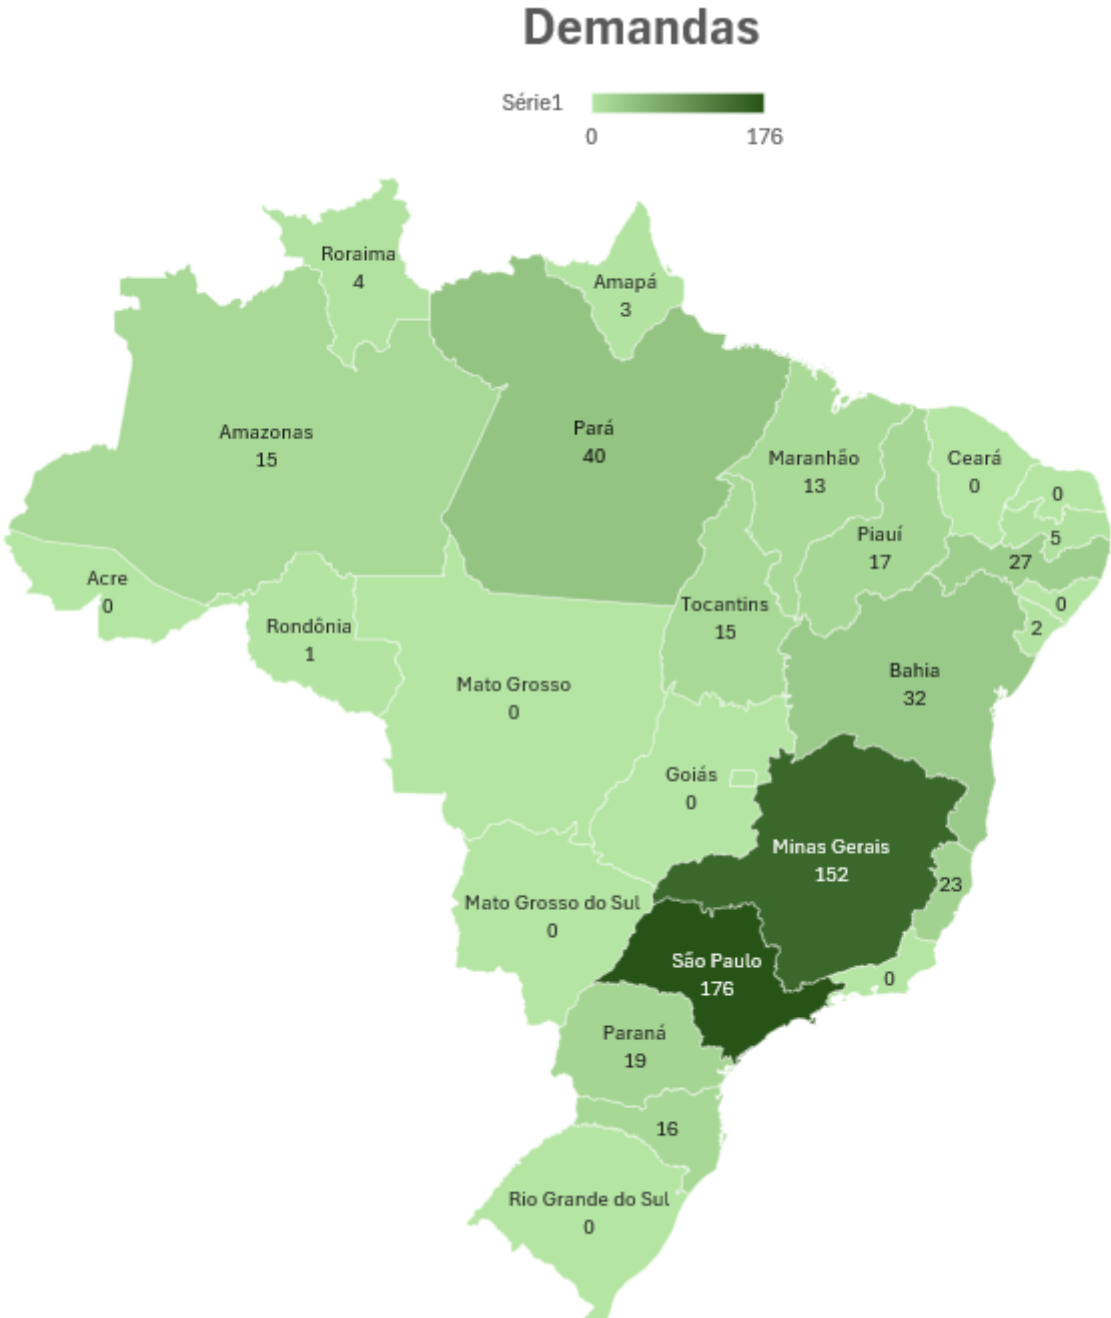 Demandas
Série1
0 176
Roraima
4
Amapá
3
Amazonas
15
Pará
40
Maranhão
13
Ceará
0
0
Piauí
17
5
27
Acre
0
Rondônia
1
Tocantins
15
0
2
Mato Grosso
0
Bahia
32
Goiás
0
Minas Gerais
152
23
Mato Grosso do Sul
0
São Paulo
176
0
Paraná
19
16
Rio Grande do Sul
0